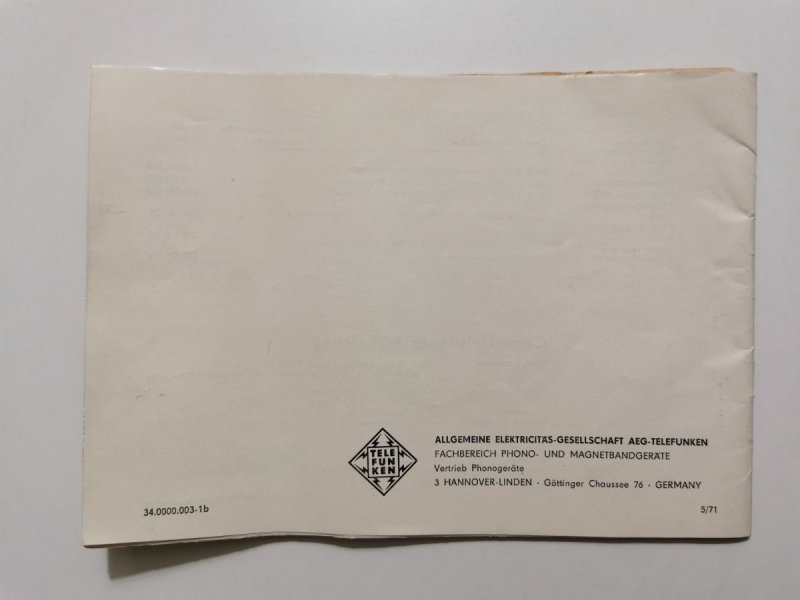 TELE
FUN
KEN
ALLGEMEINE ELEKTRICITÄS-GESELLSCHAFT AEG-TELEFUNKEN
FACHBEREICH PHONO- UND MAGNETBANDGERÄTE
Vertrieb Phonogeräte
3 HANNOVER-LINDEN · Göttinger Chaussee 76 · GERMANY
34.0000.003-1b
5/71